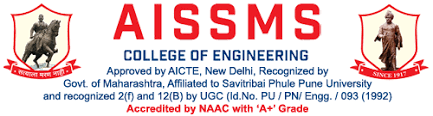 AISSMS
COLLEGE OF ENGINEERING
Approved by AICTE, New Delhi, Recognized by
Govt. of Maharashtra, Affiliated to Savitribai Phule Pune University
and recognized 2(f) and 12(B) by UGC (Id.No. PU / PN/ Engg. / 093 (1992)
Accredited by NAAC with ‘A+’ Grade
SINCE 1917